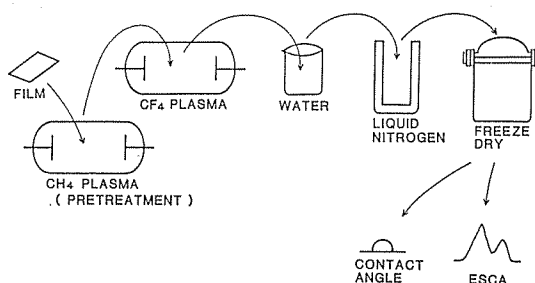 FILM
CH4 PLASMA
. ( PRETREATMENT )
CF4 PLASMA
WATER
LIQUID
NITROGEN
FREEZE
DRY
CONTACT
ANGLE
ESCA